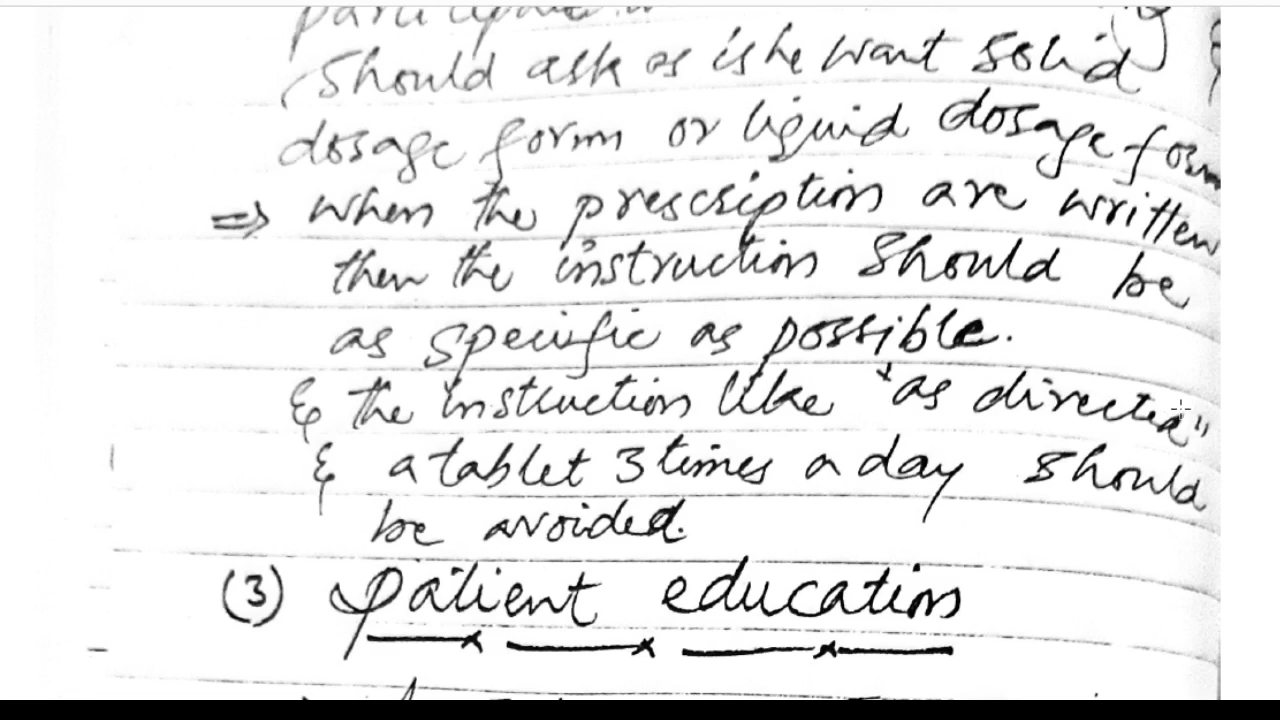 should ask as is he want solid
dosage form or liquid dosage form
⇒ when the prescription are written
then the instruction should be
as specific as possible.
& the instruction like "as directed"
& a tablet 3 times a day should
be avoided.
(3) patient education